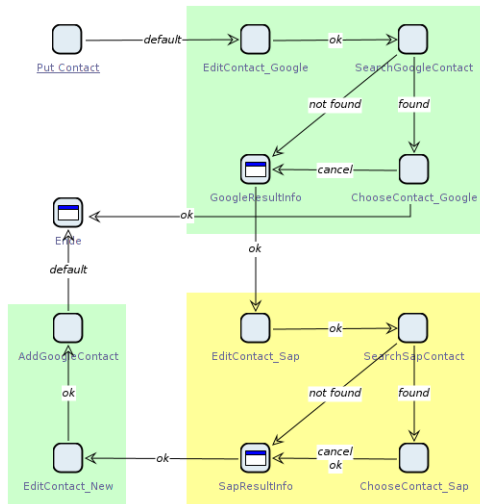 default
ok
Put Contact
EditContact_Google
SearchGoogleContact
not found
found
cancel
GoogleResultInfo
ChooseContact_Google
ok
Ende
ok
default
ok
AddGoogleContact
EditContact_Sap
SearchSapContact
not found
found
ok
cancel
ok
ok
EditContact_New
SapResultInfo
ChooseContact_Sap